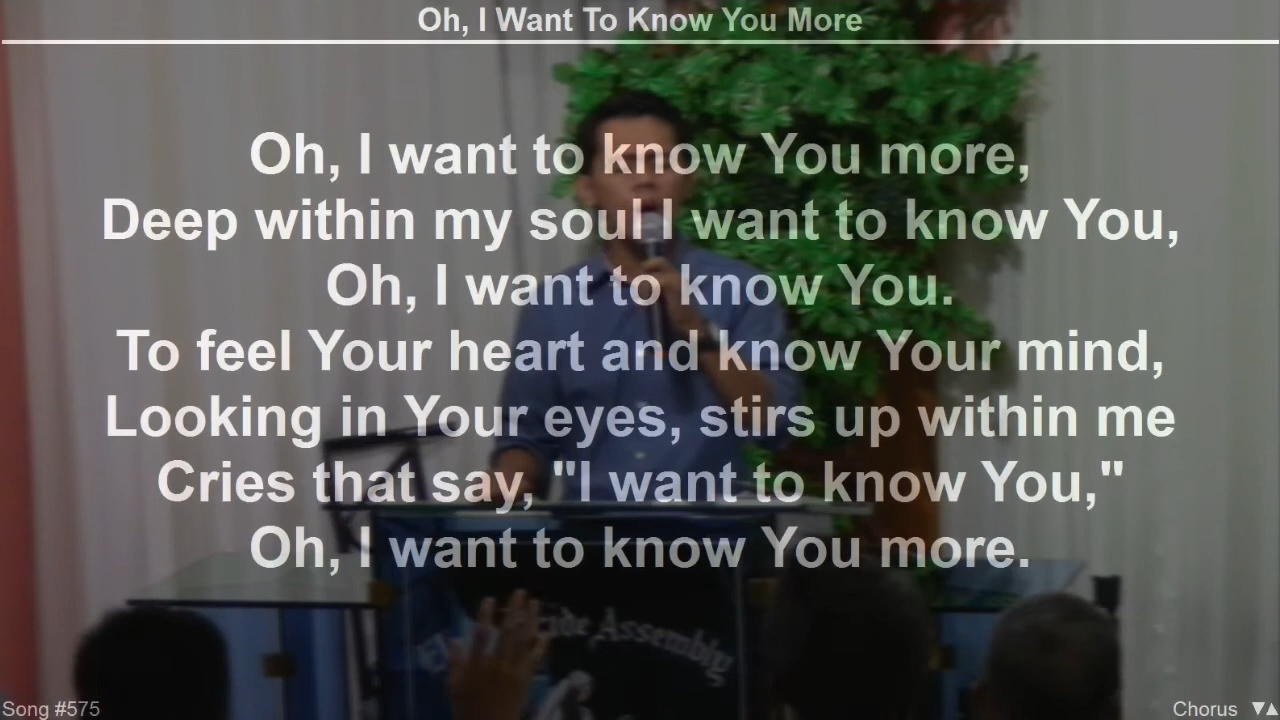 Oh, I Want To Know You More
Oh, I want to know You more,
Deep within my soul I want to know You,
Oh, I want to know You.
To feel Your heart and know Your mind,
Looking in Your eyes, stirs up within me
Cries that say, "I want to know You,"
Oh, I want to know You more.
Assembly
Song #575
Chorus ▼▲